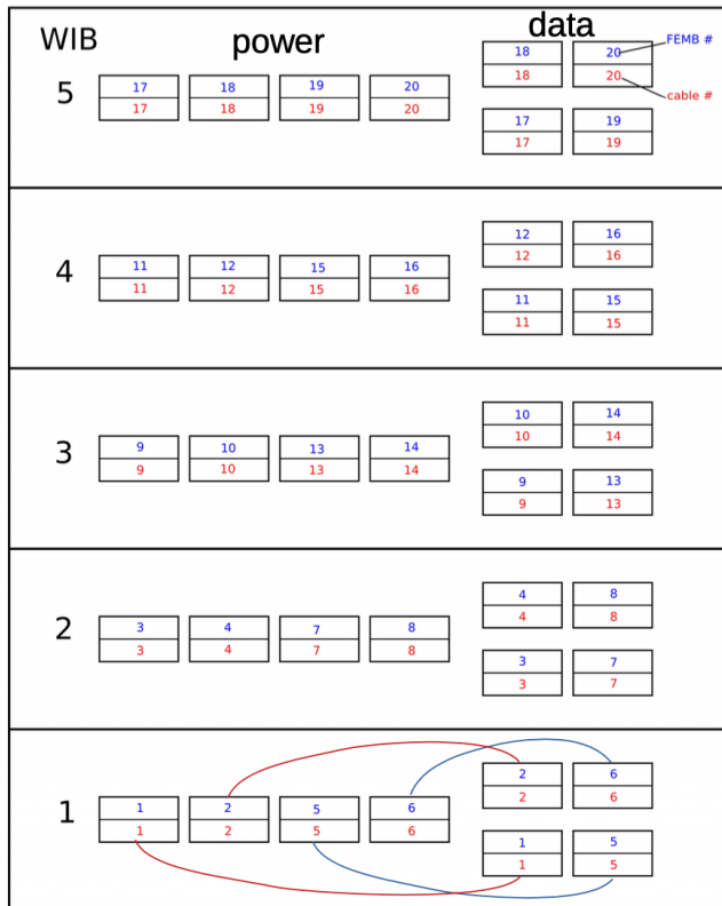 WIB power data
18 20 FEMB #
5 17 18 19 20 18 20
17 18 19 20 cable #
17 19
17 19
12 16
4 11 12 15 16 12 16
11 12 15 16
11 15
11 15
10 14
3 9 10 13 14 10 14
9 10 13 14
9 13
9 13
4 8
2 3 4 7 8 4 8
3 4 7 8
3 7
3 7
2 6
1 1 2 5 6 2 6
1 2 5 6
1 5
1 5